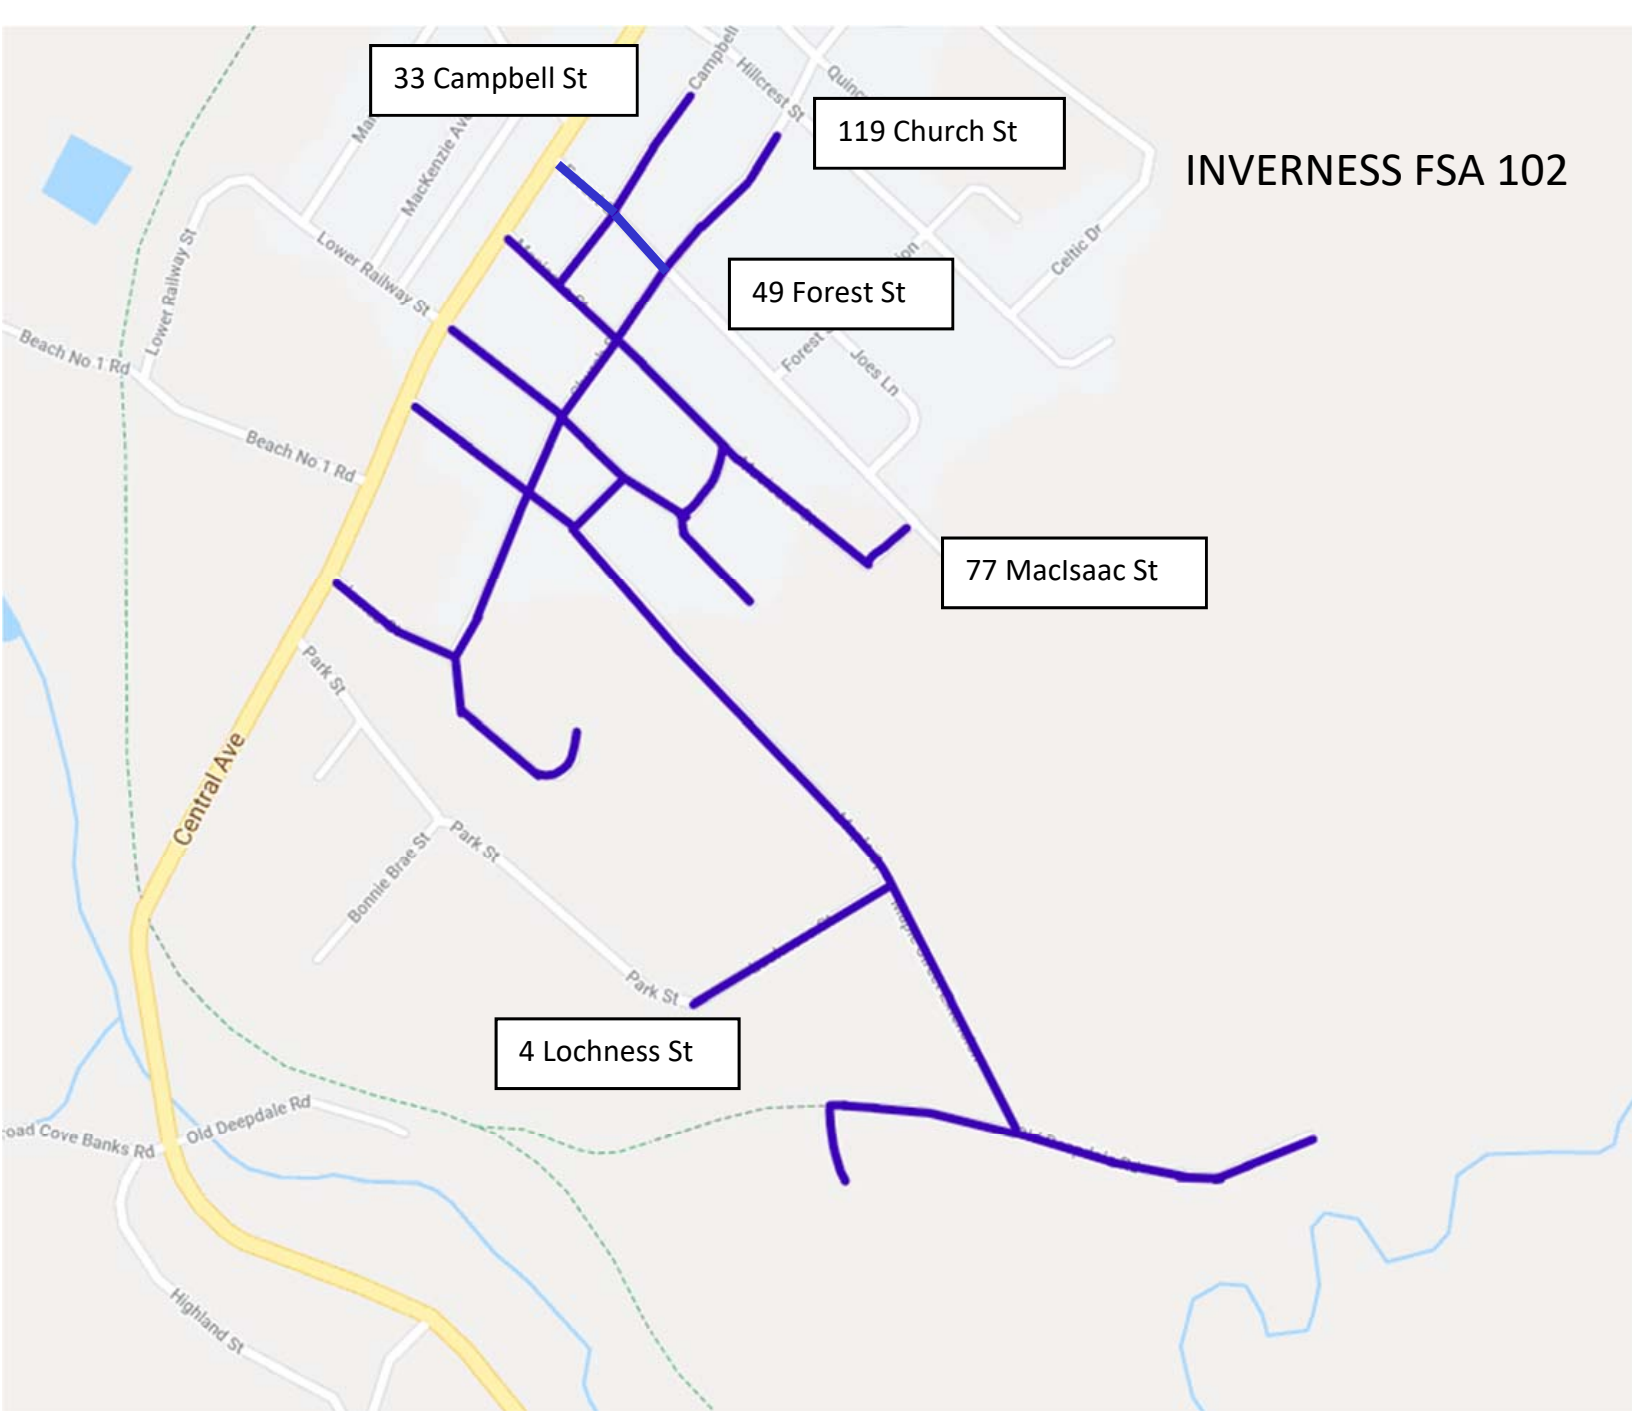 33 Campbell St
Campbell
Hillcrest St
119 Church St
INVERNESS FSA 102
MacKenzie Ave
Lower Railway St
Lower Railway St
Celtic Dr
49 Forest St
Beach No 1 Rd
Forest
Joes Ln
Beach No 1 Rd
77 MacIsaac St
Park St
Central Ave
Park St
Bonnie Brae St
Park St
4 Lochness St
Old Deepdale Rd
Banks Rd
Highland St